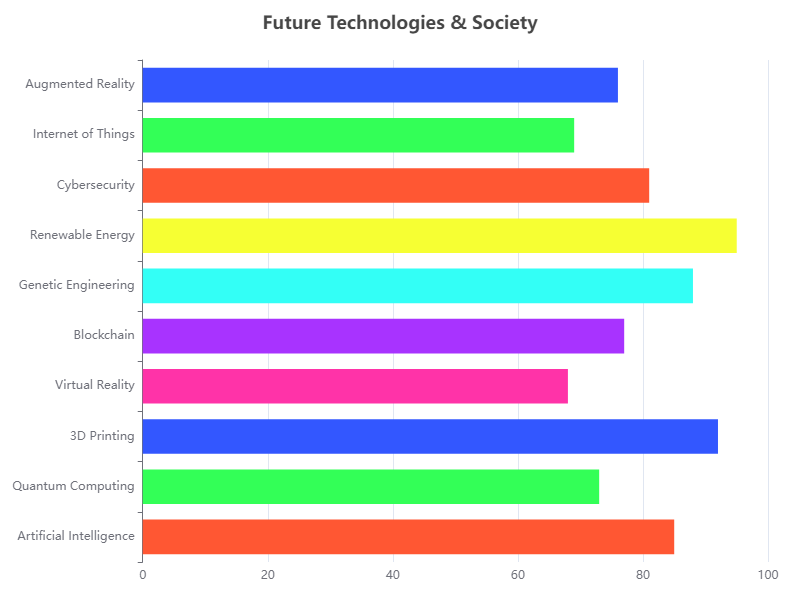 Future Technologies & Society
Augmented Reality
Internet of Things
Cybersecurity
Renewable Energy
Genetic Engineering
Blockchain
Virtual Reality
3D Printing
Quantum Computing
Artificial Intelligence
0 20 40 60 80 100